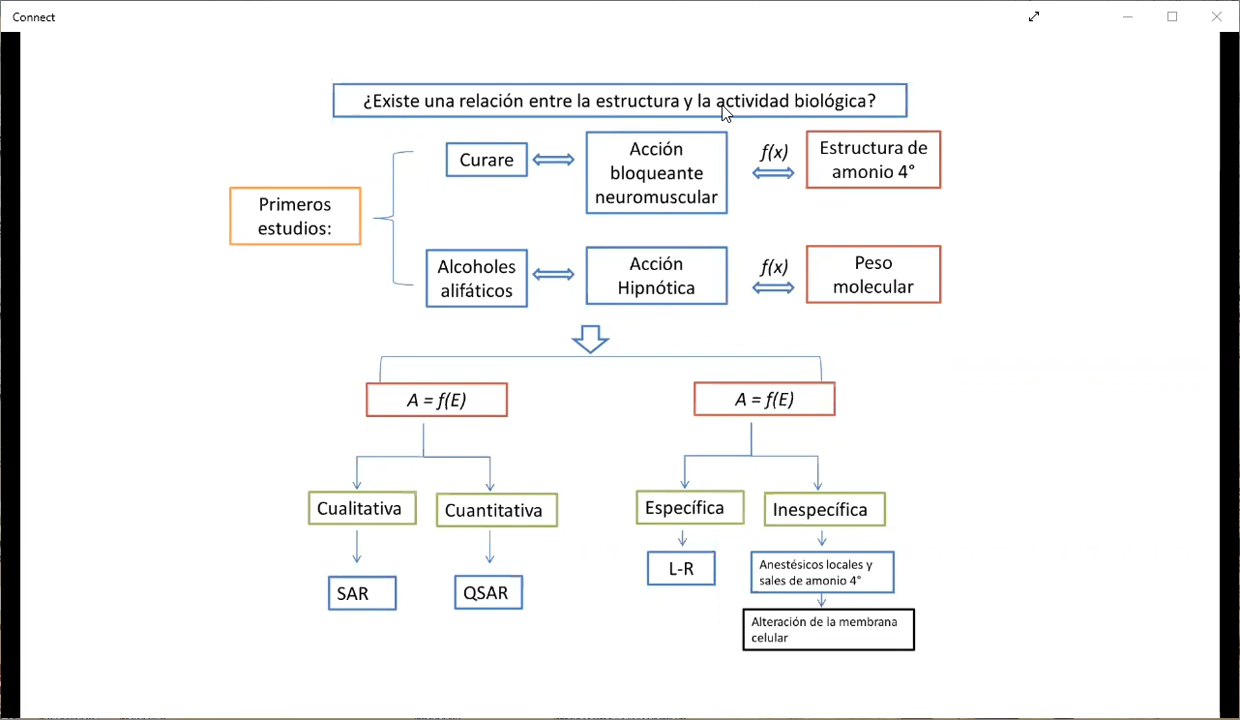 Connect
¿Existe una relación entre la estructura y la actividad biológica?
Primeros
estudios:
Curare
Acción
bloqueante
neuromuscular
f(x)
Estructura de
amonio 4°
Alcoholes
alifáticos
Acción
Hipnótica
f(x)
Peso
molecular
A = f(E)
A = f(E)
Cualitativa
Cuantitativa
Específica
Inespecífica
SAR
QSAR
L-R
Anestésicos locales y
sales de amonio 4°
Alteración de la membrana
celular